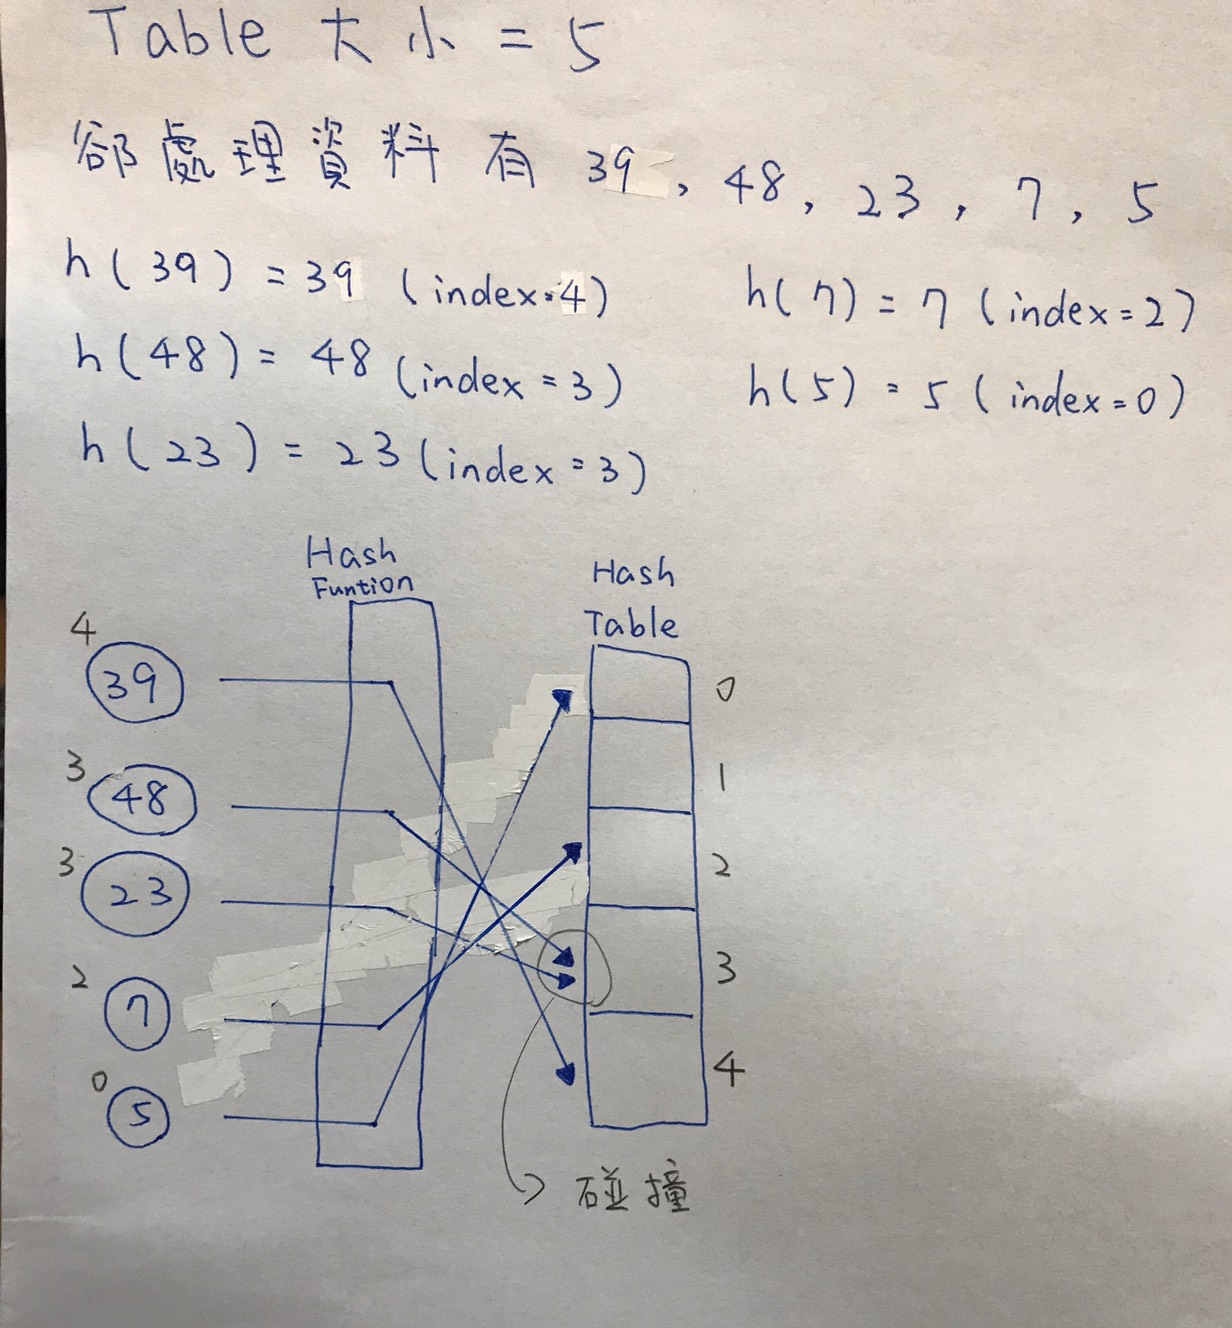 Table 大小 = 5
卻處理資料有 39, 48, 23, 7, 5
h(39) = 39 (index=4)
h(48) = 48 (index=3)
h(23) = 23 (index=3)
h(7) = 7 (index=2)
h(5) = 5 (index=0)
Hash
Funtion
Hash
Table
4
39
3
48
3
23
2
7
0
5
0
1
2
3
4
碰撞